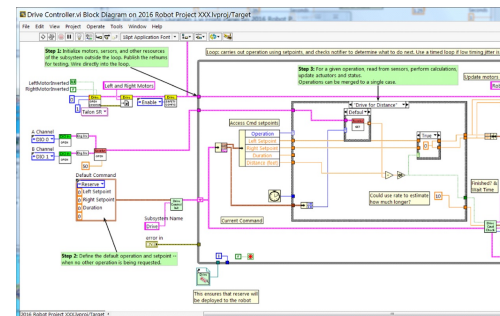 Drive Controller.vi Block Diagram on 2016 Robot Project XXX.lvproj/Target
File Edit View Project Operate Tools Window Help
15pt Application Font
Step 1: Initialize motors, sensors, and other resources
of the subsystem outside the loop. Publish the refnums
for testing. Wire directly into the loop.
Loop: carries out operation using setpoints, and checks notifier to determine what to do next. Use a timed loop if low timing jitter is
Step 3: For a given operation, read from sensors, perform calculations,
update actuators and status.
Operations can be merged to a single case.
Update motors
LeftMotorInverted
RightMotorInverted
Left and Right Motors
Enable
Talon SR
"Drive for Distance"
Default
True
A Channel
DIO 0
B Channel
DIO 1
Access Cmd setpoints
Operation
Left Setpoint
Right Setpoint
Duration
Distance (feet)
Default Command
Reserve
Left Setpoint
Right Setpoint
Duration
Subsystem Name
Drive
error in
Could use rate to estimate
how much longer?
Finished? &
Wait Time
Current Command
Step 2: Define the default operation and setpoint --
when no other operation is being requested.
This ensures that reserve will
be deployed to the robot
2016 Robot Project XXX.lvproj/Target